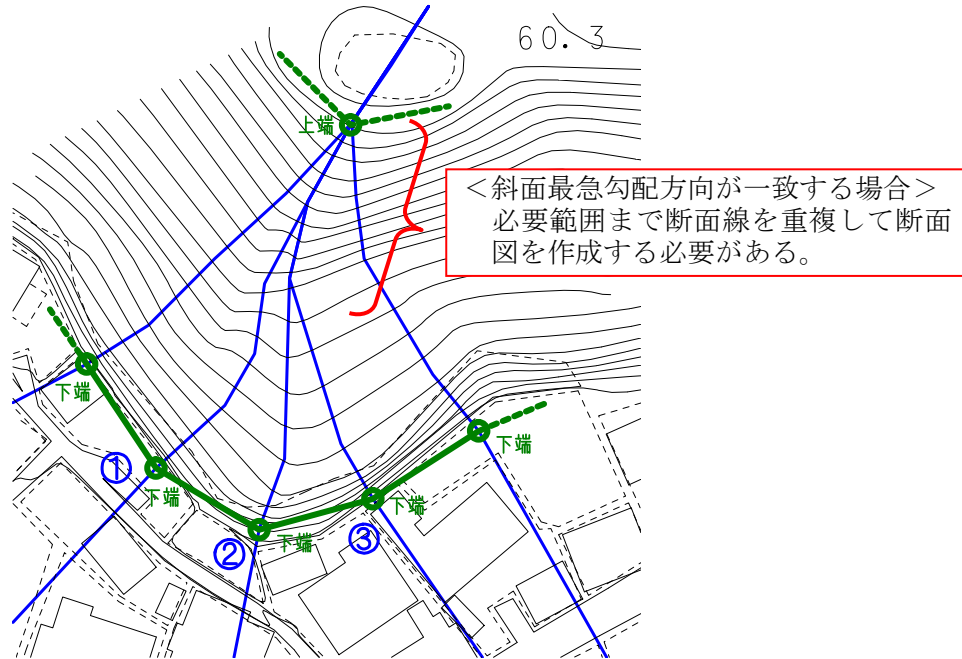 60.3
上端
＜斜面最急勾配方向が一致する場合＞
必要範囲まで断面線を重複して断面
図を作成する必要がある。
下端
①
下端
②
下端
③
下端
下端